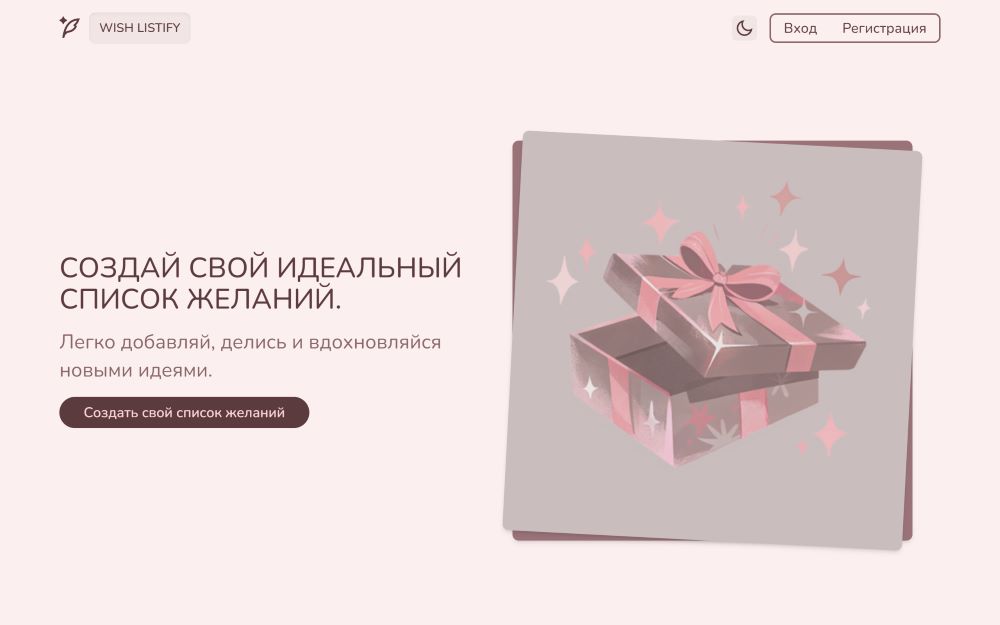 WISH LISTIFY
Вход Регистрация
СОЗДАЙ СВОЙ ИДЕАЛЬНЫЙ
СПИСОК ЖЕЛАНИЙ.
Легко добавляй, делись и вдохновляйся
новыми идеями.
Создать свой список желаний